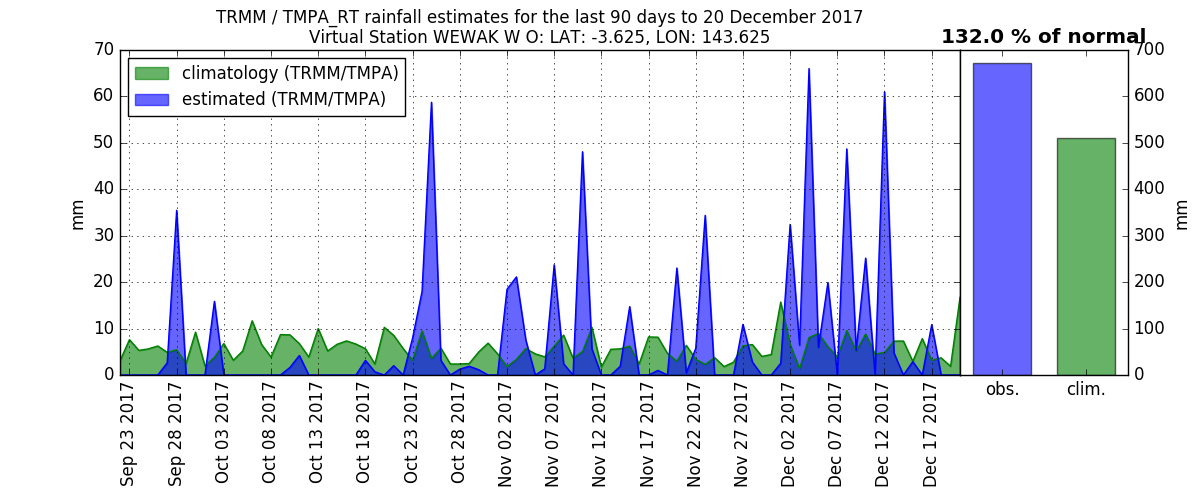 TRMM / TMPA_RT rainfall estimates for the last 90 days to 20 December 2017
Virtual Station WEWAK W O: LAT: -3.625, LON: 143.625
132.0 % of normal
climatology (TRMM/TMPA)
estimated (TRMM/TMPA)
mm
70
60
50
40
30
20
10
0
Sep 23 2017
Sep 28 2017
Oct 03 2017
Oct 08 2017
Oct 13 2017
Oct 18 2017
Oct 23 2017
Oct 28 2017
Nov 02 2017
Nov 07 2017
Nov 12 2017
Nov 17 2017
Nov 22 2017
Nov 27 2017
Dec 02 2017
Dec 07 2017
Dec 12 2017
Dec 17 2017
700
600
500
400
300
200
100
0
mm
obs.
clim.